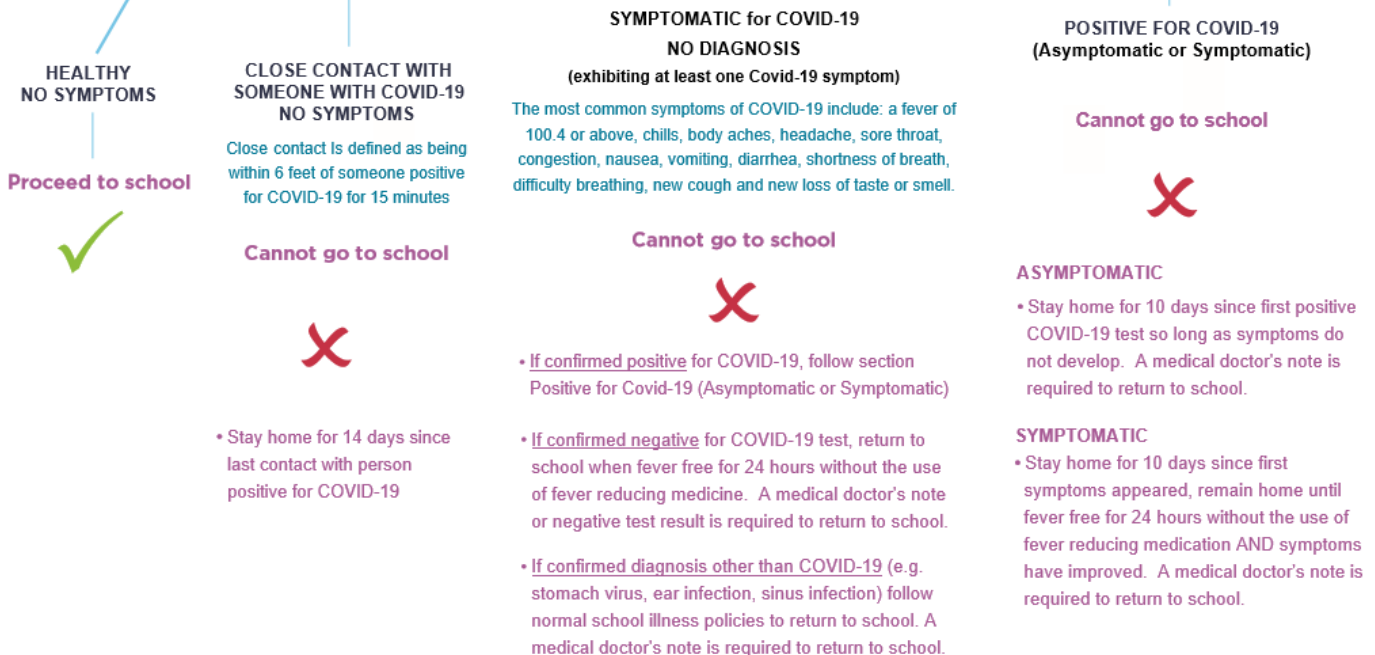 HEALTHY
NO SYMPTOMS
Proceed to school
CLOSE CONTACT WITH
SOMEONE WITH COVID-19
NO SYMPTOMS
Close contact Is defined as being
within 6 feet of someone positive
for COVID-19 for 15 minutes
Cannot go to school
• Stay home for 14 days since
last contact with person
positive for COVID-19
SYMPTOMATIC for COVID-19
NO DIAGNOSIS
(exhibiting at least one Covid-19 symptom)
The most common symptoms of COVID-19 include: a fever of
100.4 or above, chills, body aches, headache, sore throat,
congestion, nausea, vomiting, diarrhea, shortness of breath,
difficulty breathing, new cough and new loss of taste or smell.
Cannot go to school
• If confirmed positive for COVID-19, follow section
Positive for Covid-19 (Asymptomatic or Symptomatic)
• If confirmed negative for COVID-19 test, return to
school when fever free for 24 hours without the use
of fever reducing medicine. A medical doctor's note
or negative test result is required to return to school.
• If confirmed diagnosis other than COVID-19 (e.g.
stomach virus, ear infection, sinus infection) follow
normal school illness policies to return to school. A
medical doctor's note is required to return to school.
POSITIVE FOR COVID-19
(Asymptomatic or Symptomatic)
Cannot go to school
ASYMPTOMATIC
• Stay home for 10 days since first positive
COVID-19 test so long as symptoms do
not develop. A medical doctor's note is
required to return to school.
SYMPTOMATIC
• Stay home for 10 days since first
symptoms appeared, remain home until
fever free for 24 hours without the use of
fever reducing medication AND symptoms
have improved. A medical doctor's note is
required to return to school.